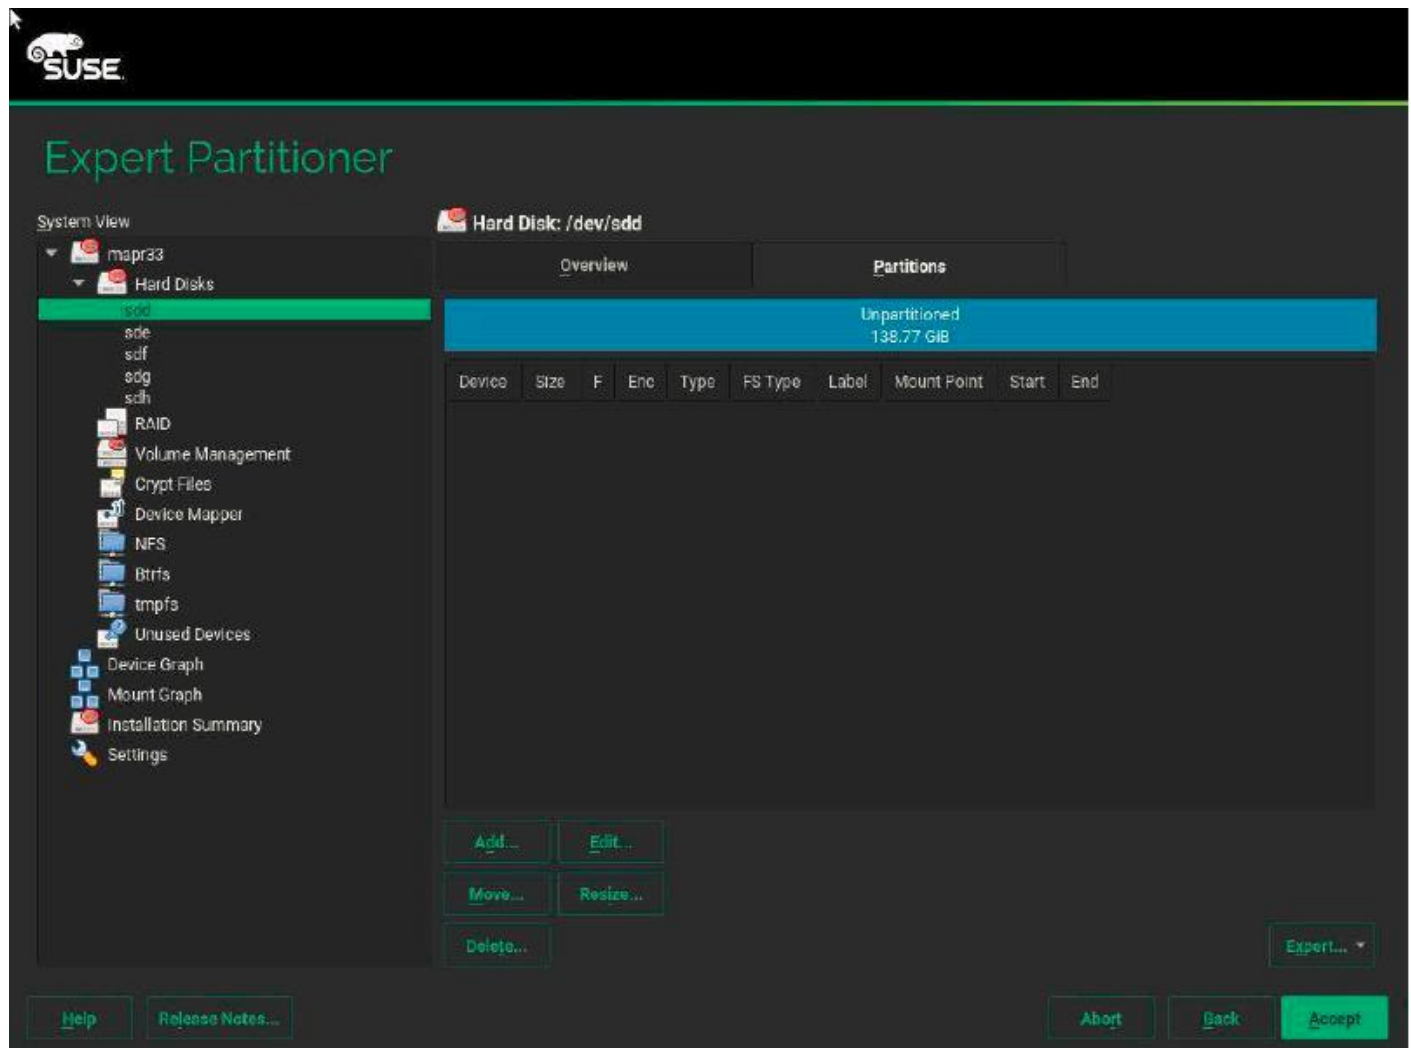 SUSE
Expert Partitioner
System View
mapr33
Hard Disks
sdd
sde
sdf
sdg
sdh
RAID
Volume Management
Crypt Files
Device Mapper
NFS
Btrfs
tmpfs
Unused Devices
Device Graph
Mount Graph
Installation Summary
Settings
Hard Disk: /dev/sdd
Overview Partitions
Unpartitioned
138.77 GiB
Device Size F Enc Type FS Type Label Mount Point Start End
Add... Edit...
Move... Resize...
Delete...
Expert...
Help Release Notes... Abort Back Accept